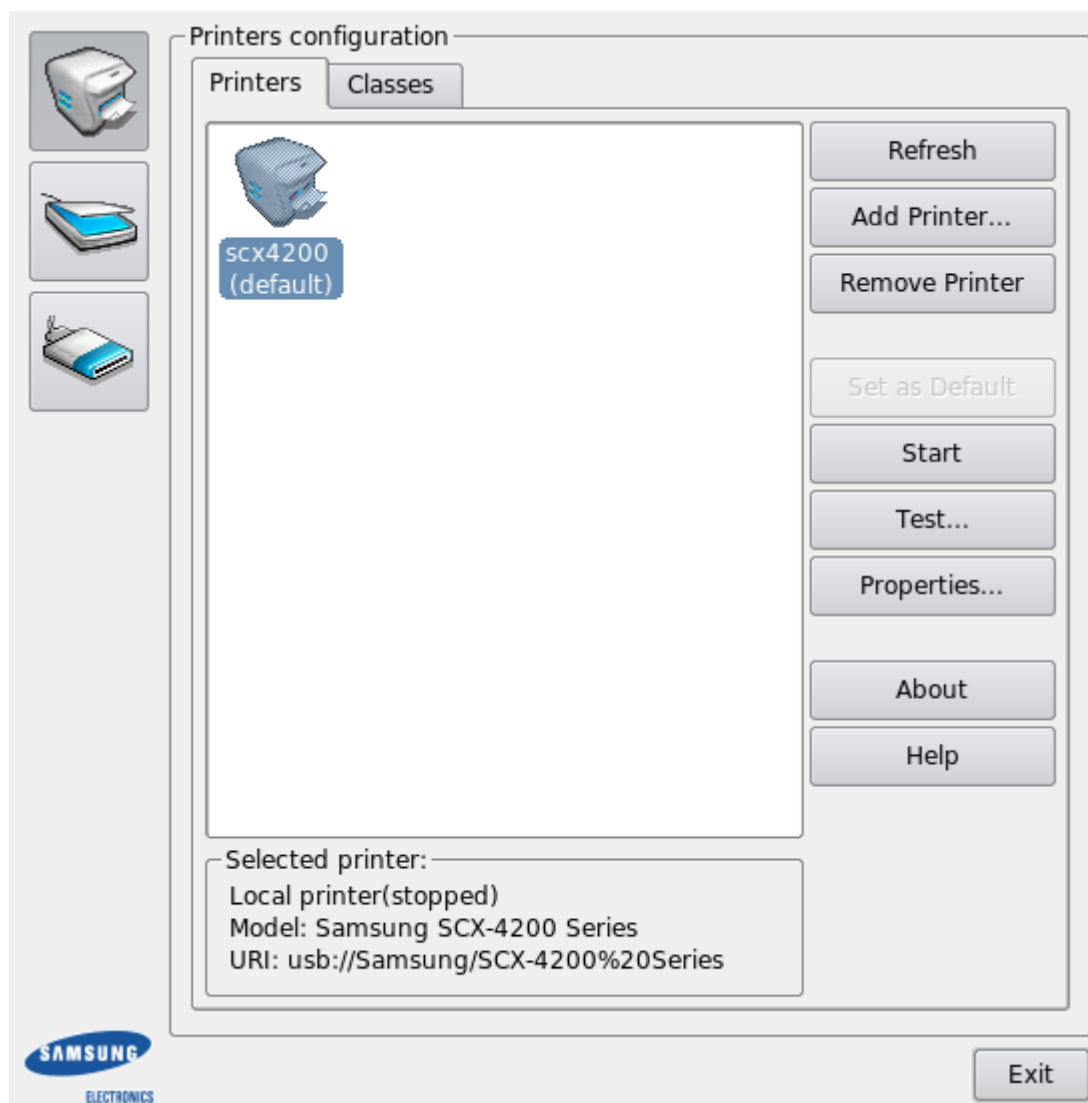 Printers configuration
Printers
Classes
scx4200
(default)
Refresh
Add Printer...
Remove Printer
Set as Default
Start
Test...
Properties...
About
Help
Selected printer:
Local printer(stopped)
Model: Samsung SCX-4200 Series
URI: usb://Samsung/SCX-4200%20Series
SAMSUNG
ELECTRONICS
Exit